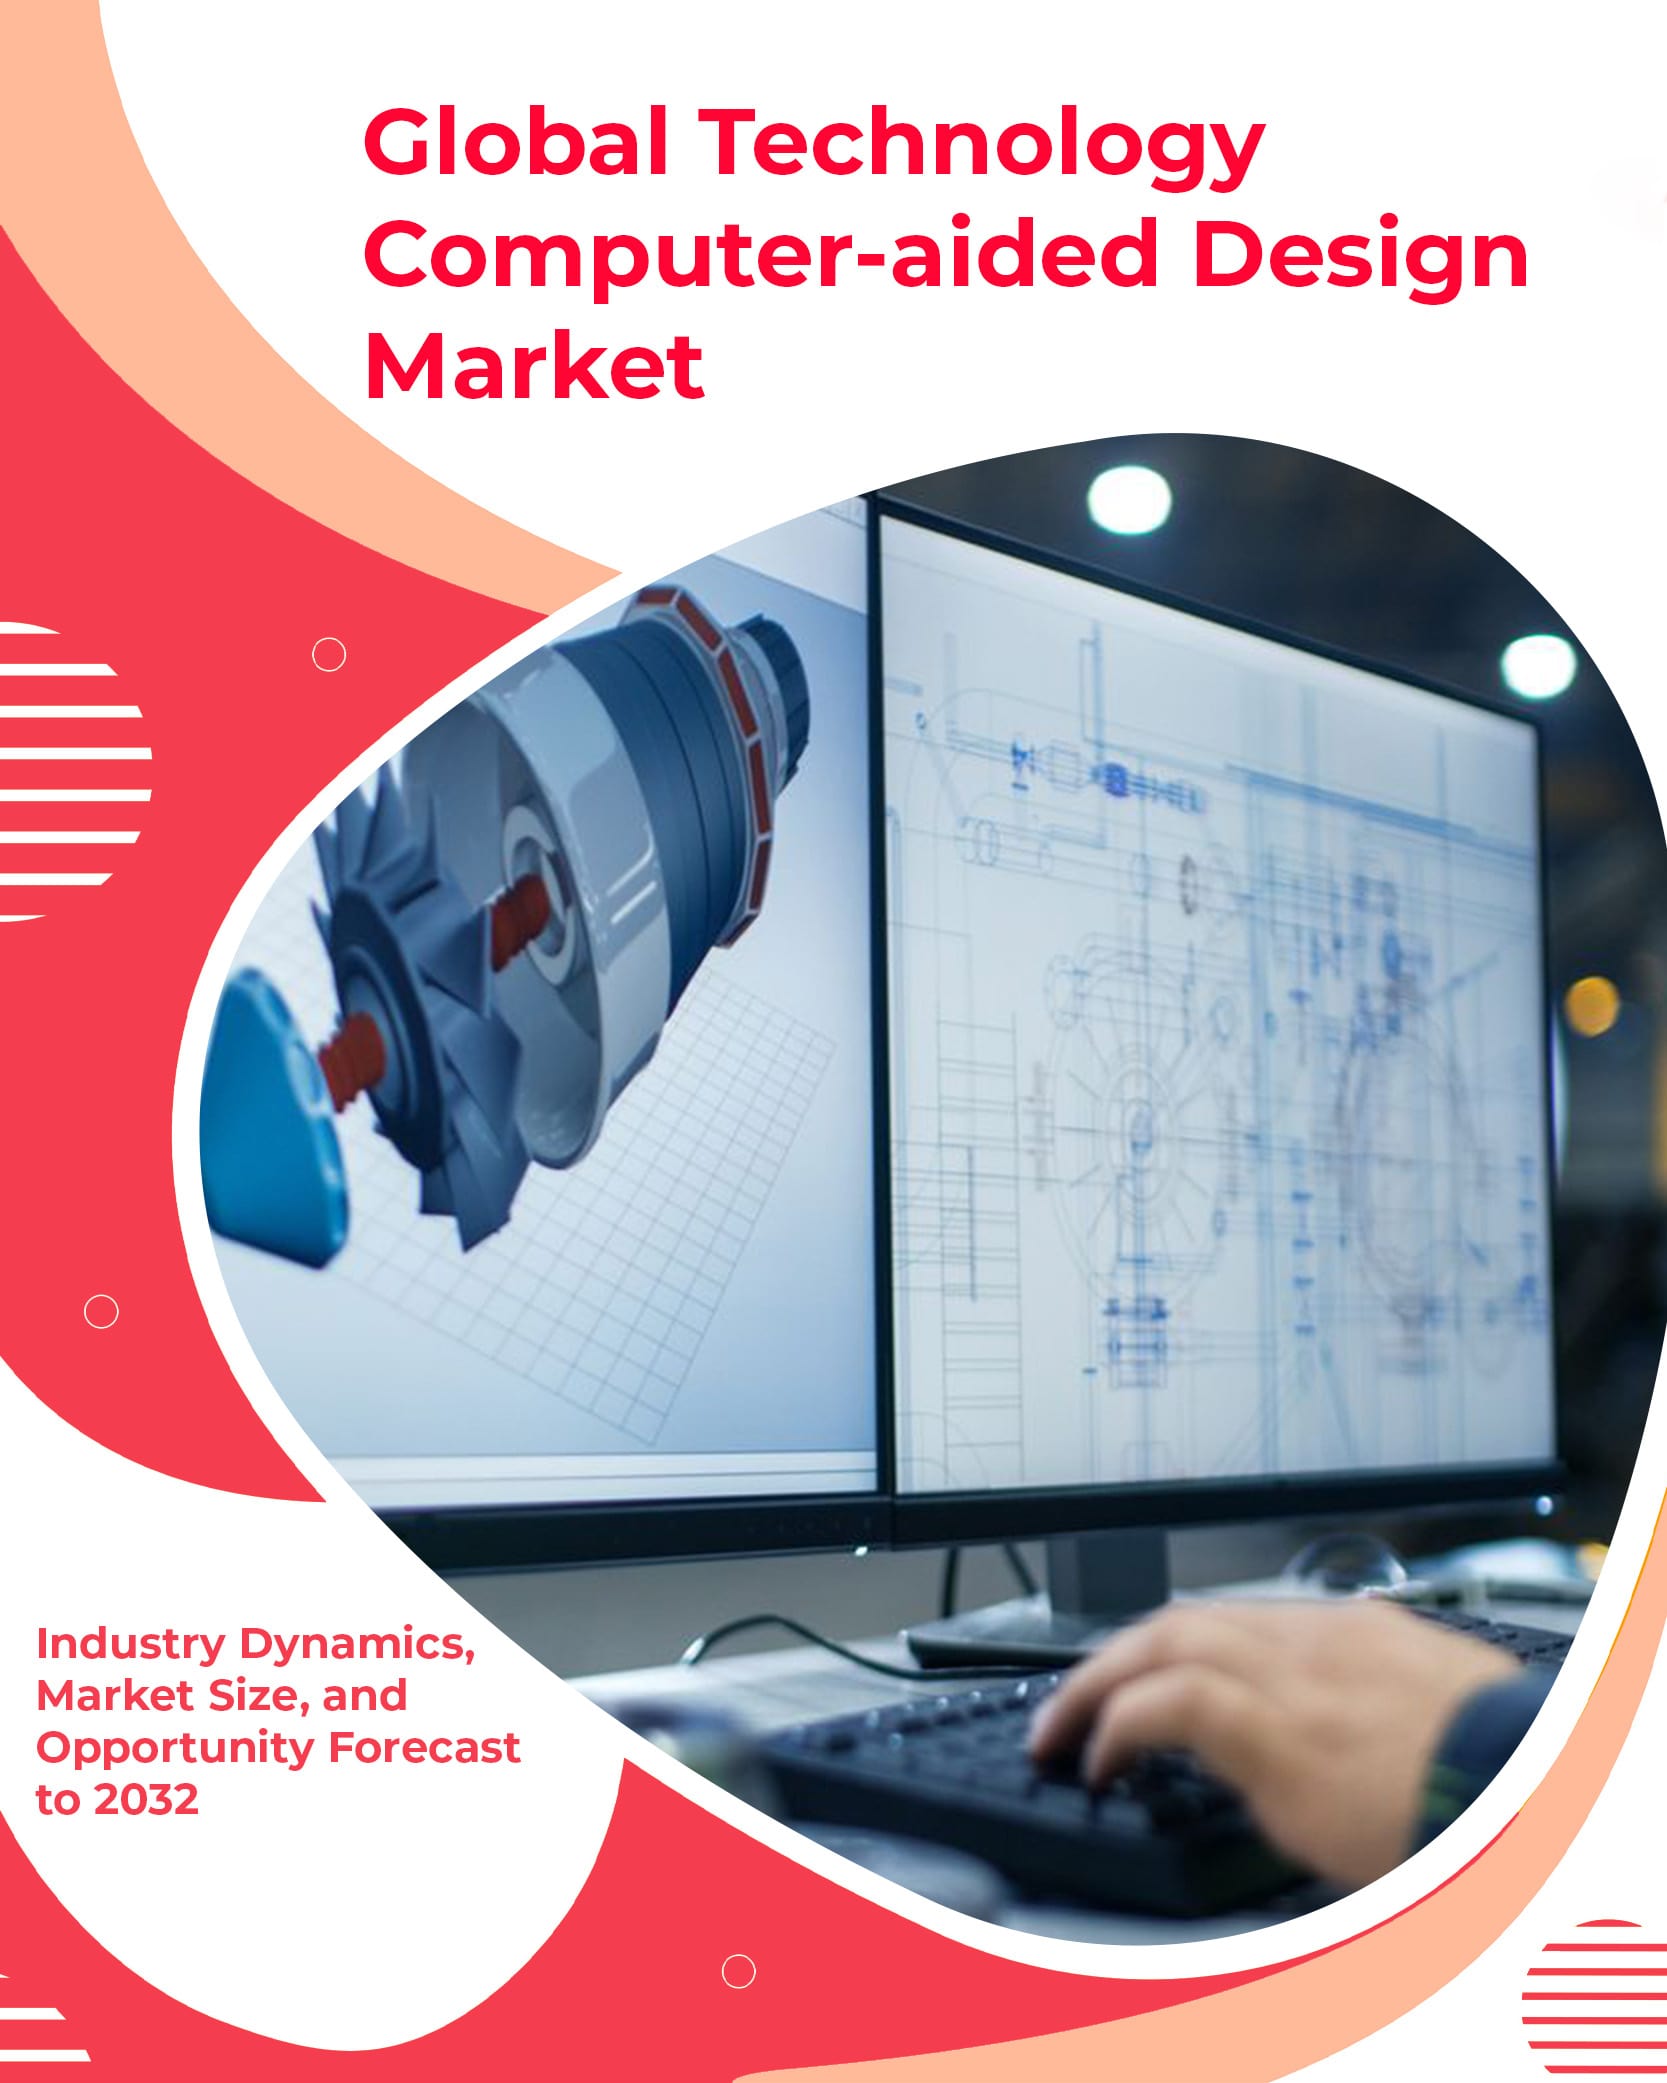 Global Technology
Computer-aided Design
Market
Industry Dynamics,
Market Size, and
Opportunity Forecast
to 2032